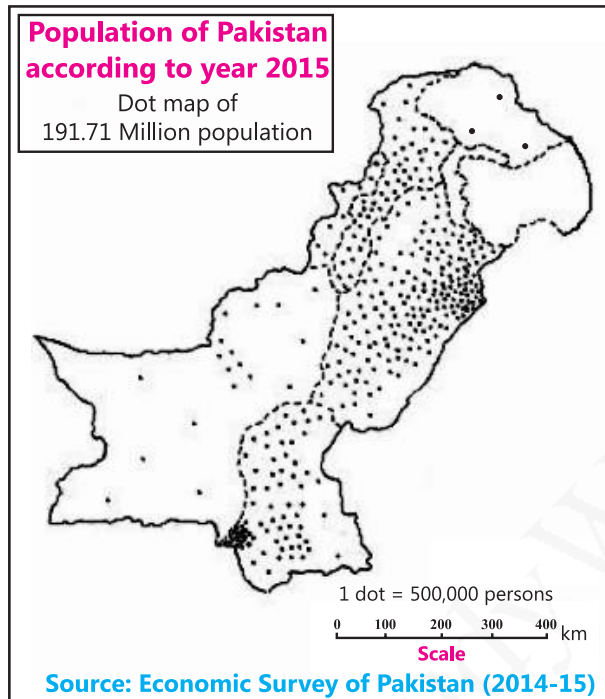 Population of Pakistan
according to year 2015
Dot map of
191.71 Million population
1 dot = 500,000 persons
0 100 200 300 400 km
Scale
Source: Economic Survey of Pakistan (2014-15)